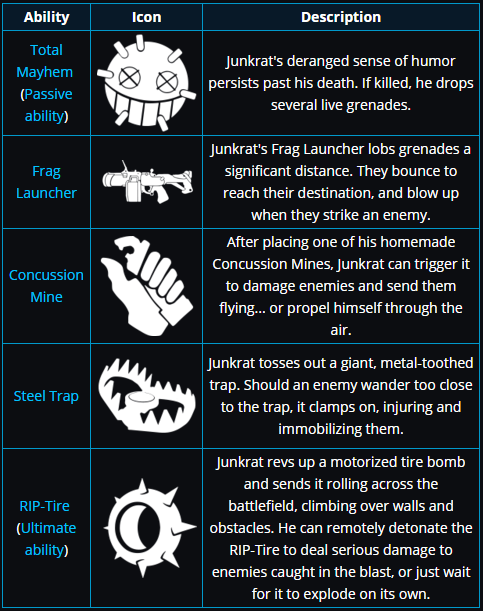 Ability Icon Description
Total
Mayhem
(Passive
ability)
Junkrat's deranged sense of humor
persists past his death. If killed, he drops
several live grenades.
Frag
Launcher
Junkrat's Frag Launcher lobs grenades a
significant distance. They bounce to
reach their destination, and blow up
when they strike an enemy.
Concussion
Mine
After placing one of his homemade
Concussion Mines, Junkrat can trigger it
to damage enemies and send them
flying... or propel himself through the
air.
Steel Trap
Junkrat tosses out a giant, metal-toothed
trap. Should an enemy wander too close
to the trap, it clamps on, injuring and
immobilizing them.
RIP-Tire
(Ultimate
ability)
Junkrat revs up a motorized tire bomb
and sends it rolling across the
battlefield, climbing over walls and
obstacles. He can remotely detonate the
RIP-Tire to deal serious damage to
enemies caught in the blast, or just wait
for it to explode on its own.